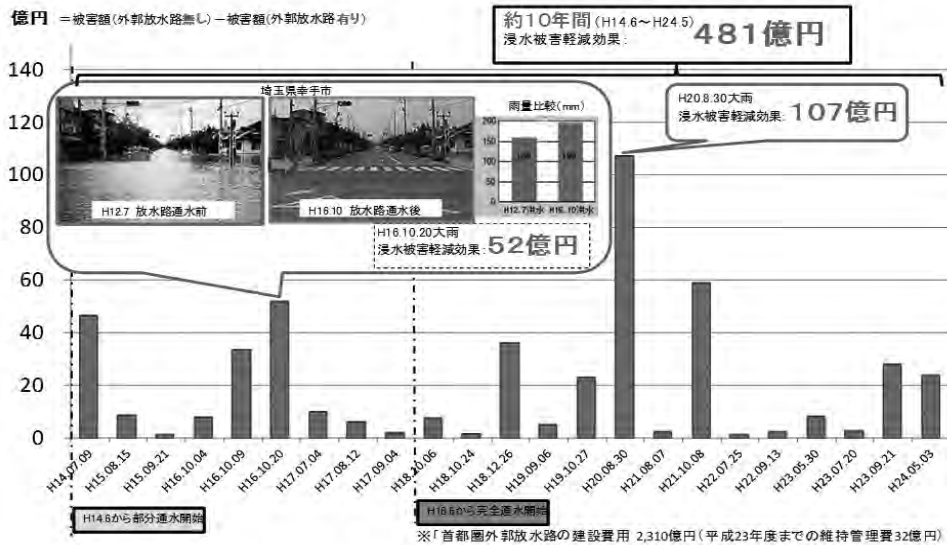 億円 =被害額(外郭放水路無し)-被害額(外郭放水路有り)
約10年間(H14.6~H24.5)
浸水被害軽減効果: 481億円
140
120
100
80
60
40
20
0
埼玉県幸手市
H12.7 放水路通水前
H16.10 放水路通水後
雨量比較(mm)
200
150
100
50
0
H12.7洪水 H16.10洪水
H16.10.20大雨
浸水被害軽減効果: 52億円
H20.8.30大雨
浸水被害軽減効果: 107億円
H14.07.09
H15.08.15
H15.09.21
H16.10.04
H16.10.09
H16.10.20
H17.07.04
H17.08.12
H17.09.04
H18.10.06
H18.10.24
H18.12.26
H19.09.06
H19.10.27
H20.08.30
H21.08.07
H21.10.08
H22.07.25
H22.09.13
H23.05.30
H23.07.20
H23.09.21
H24.05.03
H14.6から部分通水開始
H18.6から完全通水開始
※「首都圏外郭放水路の建設費用 2,310億円(平成23年度までの維持管理費32億円)